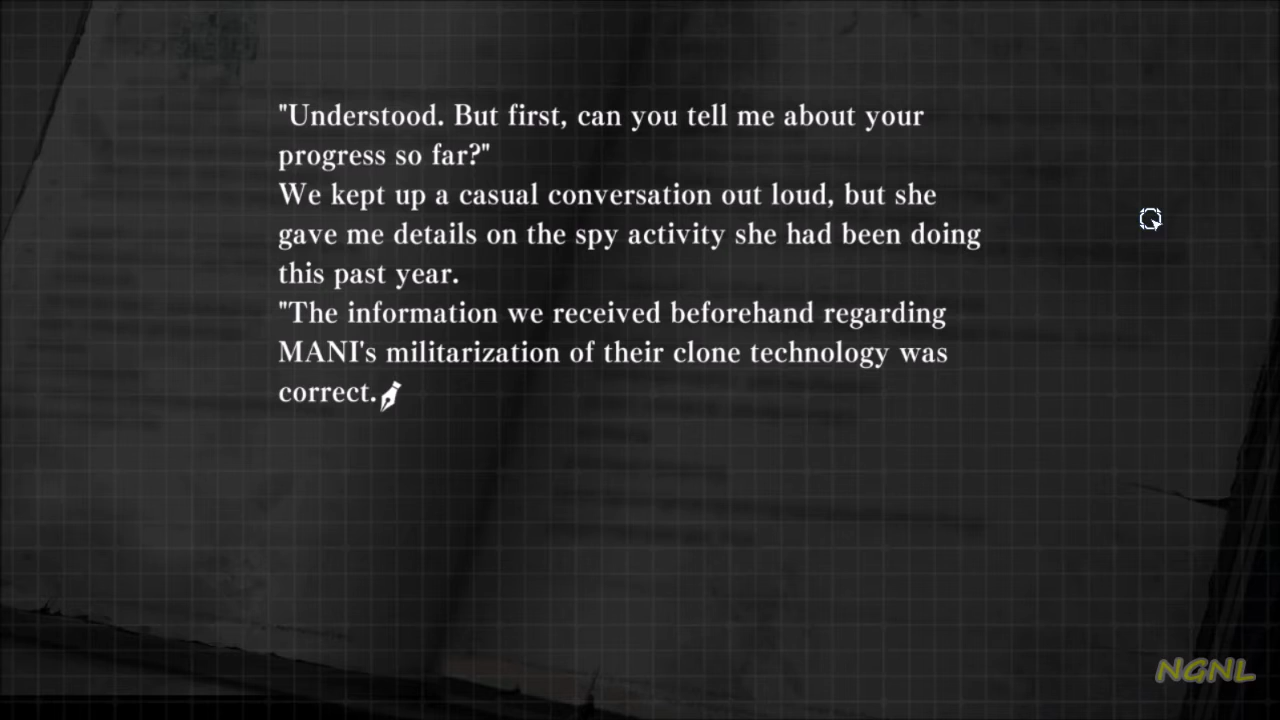 "Understood. But first, can you tell me about your
progress so far?"
We kept up a casual conversation out loud, but she
gave me details on the spy activity she had been doing
this past year.
"The information we received beforehand regarding
MANI's militarization of their clone technology was
correct.
NGNL